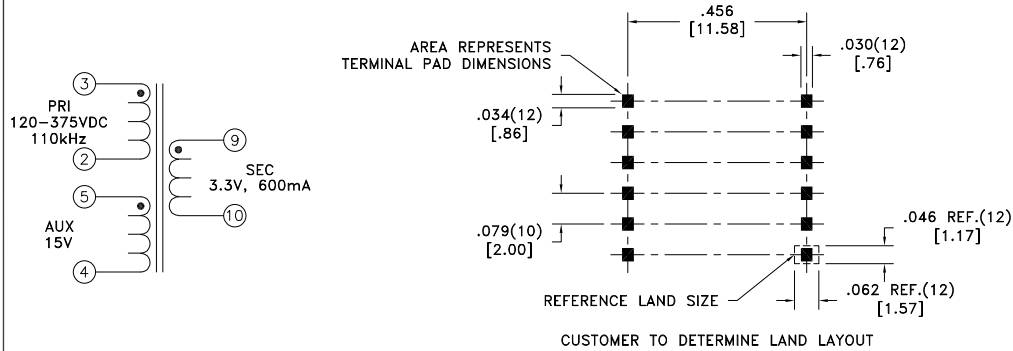 3
PRI
120-375VDC
110kHz
2
5
AUX
15V
4
9
SEC
3.3V, 600mA
10
.456
[11.58]
AREA REPRESENTS
TERMINAL PAD DIMENSIONS
.030(12)
[.76]
.034(12)
[.86]
.079(10)
[2.00]
.046 REF.(12)
[1.17]
REFERENCE LAND SIZE
.062 REF.(12)
[1.57]
CUSTOMER TO DETERMINE LAND LAYOUT